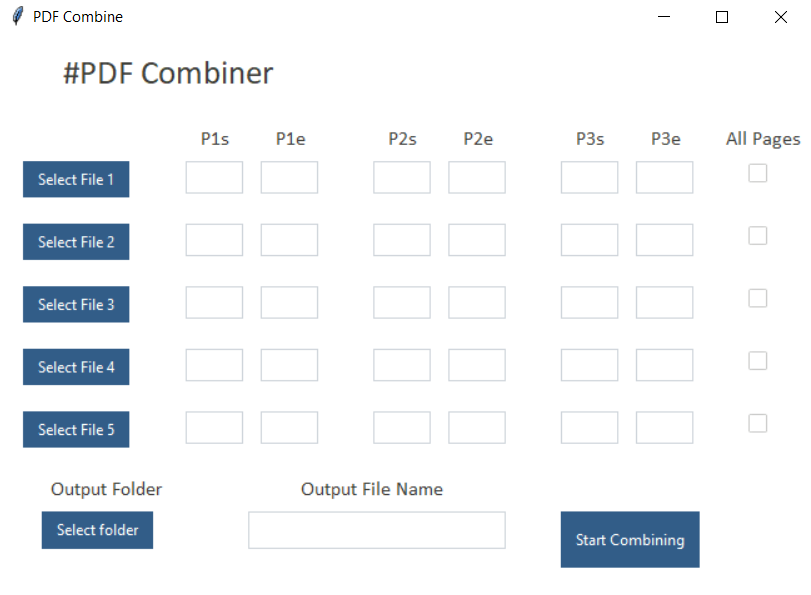 PDF Combine
#PDF Combiner
P1s P1e P2s P2e P3s P3e All Pages
Select File 1
Select File 2
Select File 3
Select File 4
Select File 5
Output Folder Output File Name
Select folder Start Combining